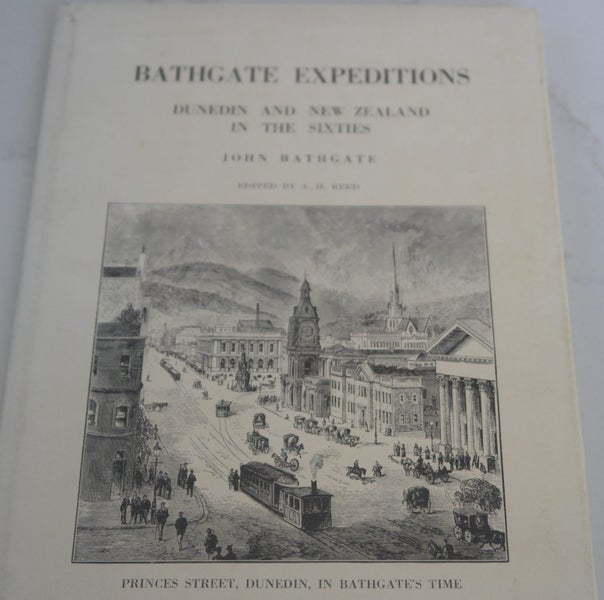 BATHGATE EXPEDITIONS
DUNEDIN AND NEW ZEALAND
IN THE SIXTIES
JOHN BATHGATE
EDITED BY A. H. REED
PRINCES STREET, DUNEDIN, IN BATHGATE'S TIME